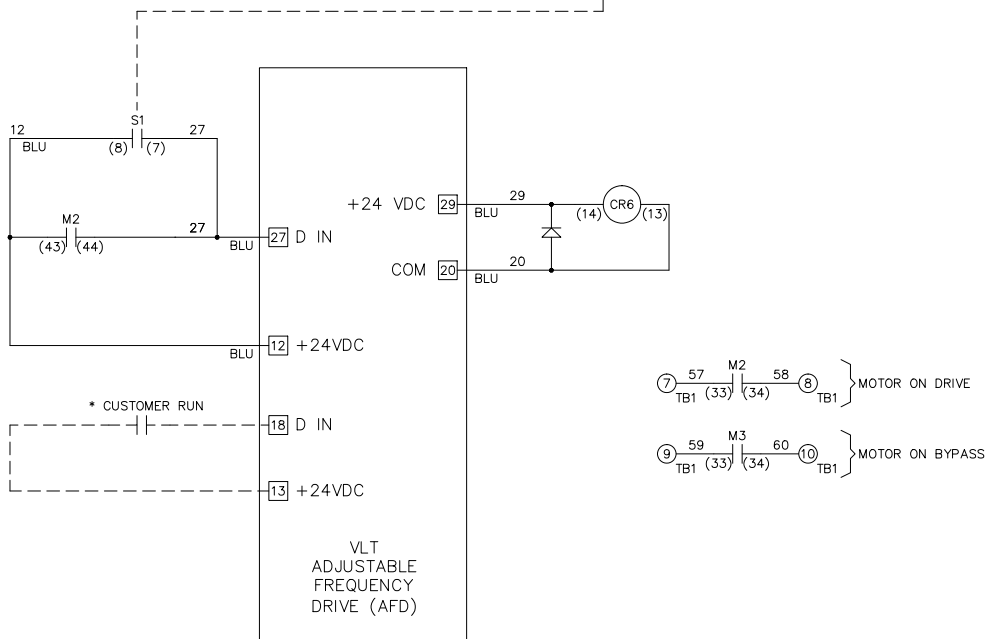 S1
12
27
BLU
(8)
(7)
M2
27
(43)
(44)
BLU
27
D IN
+24 VDC
29
29
BLU
(14)
CR6
(13)
COM
20
20
BLU
BLU
12
+24VDC
* CUSTOMER RUN
18
D IN
13
+24VDC
VLT
ADJUSTABLE
FREQUENCY
DRIVE (AFD)
M2
7
57
58
8
MOTOR ON DRIVE
TB1
(33)
(34)
TB1
M3
9
59
60
10
MOTOR ON BYPASS
TB1
(33)
(34)
TB1